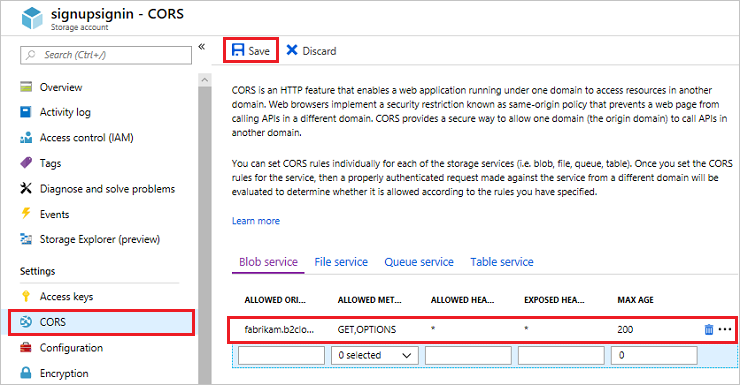 signupsignin - CORS
Storage account
Search (Ctrl+/)
Overview
Activity log
Access control (IAM)
Tags
Diagnose and solve problems
Events
Storage Explorer (preview)
Settings
Access keys
CORS
Configuration
Encryption
Save
Discard
CORS is an HTTP feature that enables a web application running under one domain to access resources in another
domain. Web browsers implement a security restriction known as same-origin policy that prevents a web page from
calling APIs in a different domain. CORS provides a secure way to allow one domain (the origin domain) to call APIs in
another domain.
You can set CORS rules individually for each of the storage services (i.e. blob, file, queue, table). Once you set the CORS
rules for the service, then a properly authenticated request made against the service from a different domain will be
evaluated to determine whether it is allowed according to the rules you have specified.
Learn more
Blob service File service Queue service Table service
ALLOWED ORI... ALLOWED MET... ALLOWED HEA... EXPOSED HEA... MAX AGE
fabrikam.b2clo... GET,OPTIONS * * 200
0 selected 0